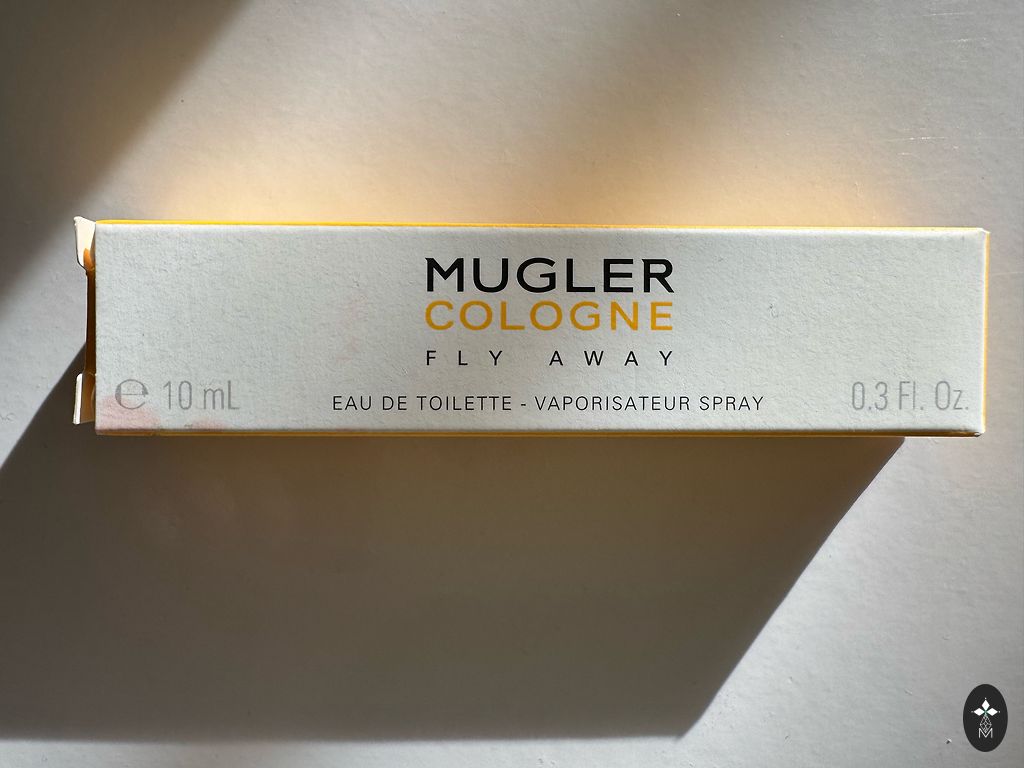 MUGLER
COLOGNE
FLY AWAY
℮ 10 mL
EAU DE TOILETTE - VAPORISATEUR SPRAY
0.3 Fl. Oz.
M